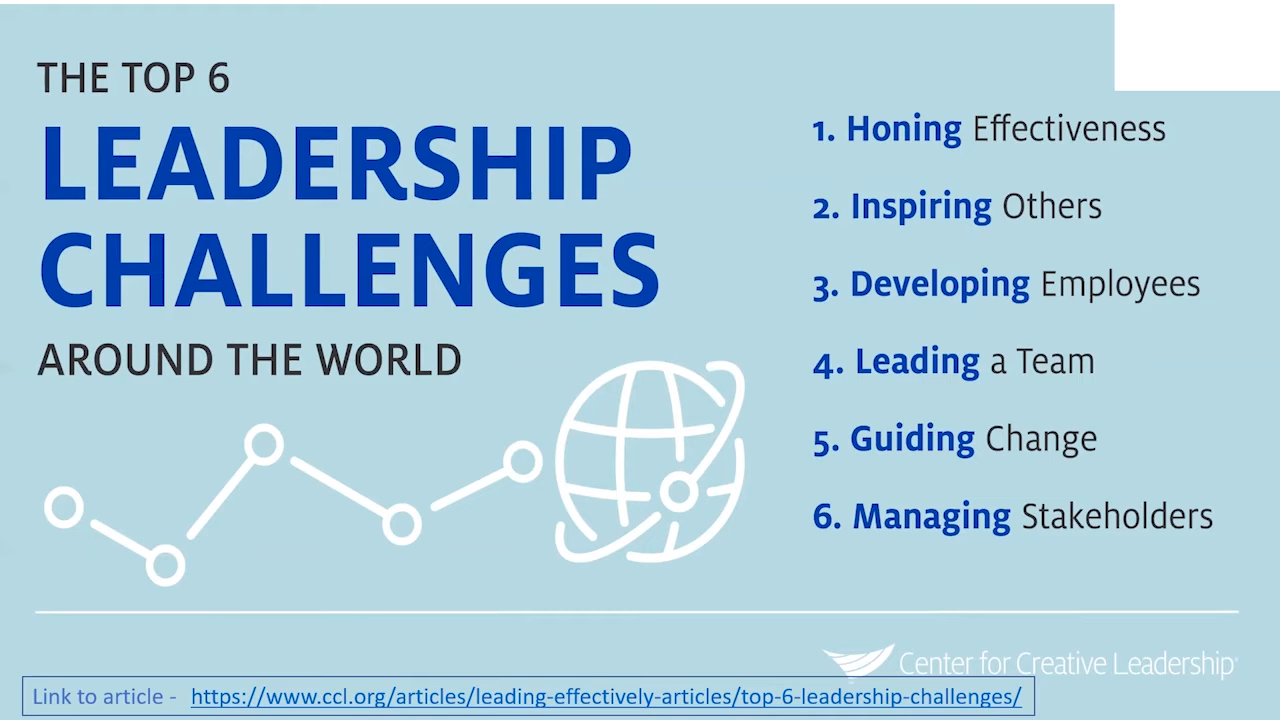 THE TOP 6
LEADERSHIP
CHALLENGES
AROUND THE WORLD
1. Honing Effectiveness
2. Inspiring Others
3. Developing Employees
4. Leading a Team
5. Guiding Change
6. Managing Stakeholders
Center for Creative Leadership
Link to article - https://www.ccl.org/articles/leading-effectively-articles/top-6-leadership-challenges/